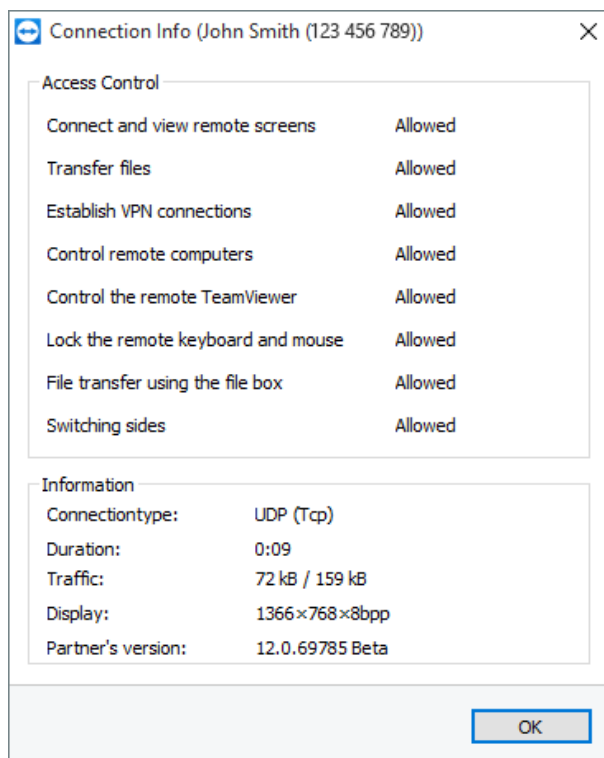 Connection Info (John Smith (123 456 789))
Access Control
Connect and view remote screens Allowed
Transfer files Allowed
Establish VPN connections Allowed
Control remote computers Allowed
Control the remote TeamViewer Allowed
Lock the remote keyboard and mouse Allowed
File transfer using the file box Allowed
Switching sides Allowed
Information
Connectiontype: UDP (Tcp)
Duration: 0:09
Traffic: 72 kB / 159 kB
Display: 1366×768×8bpp
Partner's version: 12.0.69785 Beta
OK